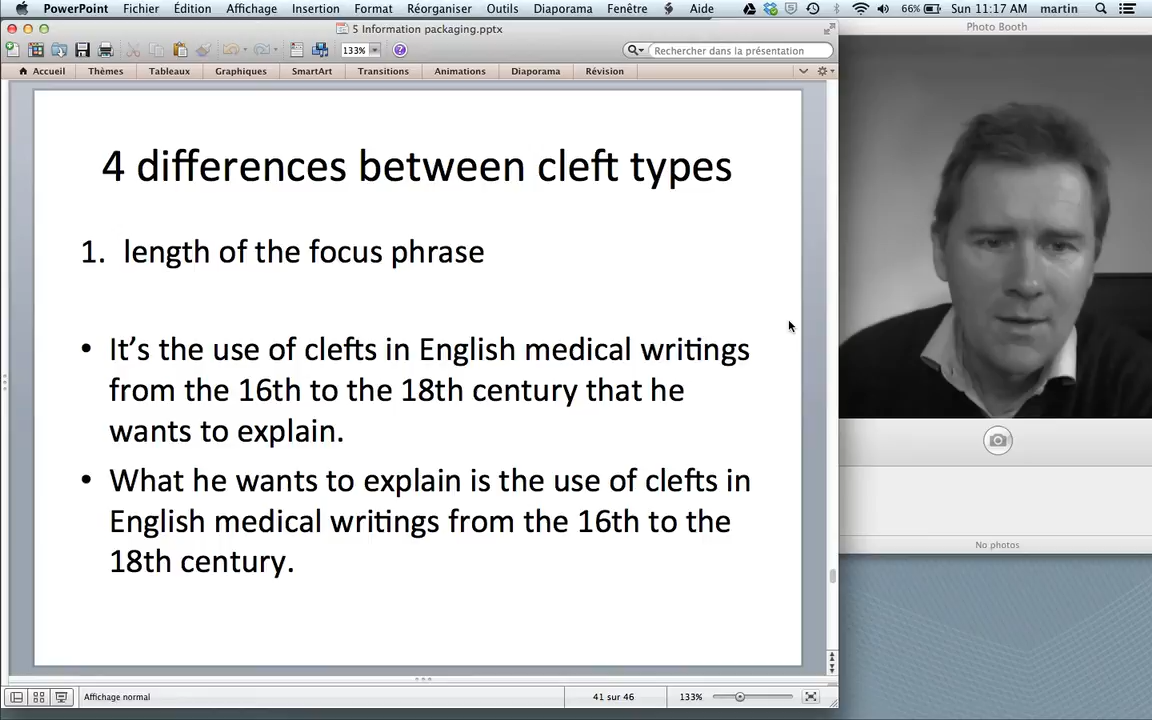 PowerPoint Fichier Édition Affichage Insertion Format Réorganiser Outils Diaporama Fenêtre Aide 66% Sun 11:17 AM martin
5 Information packaging.pptx
Photo Booth
133% Rechercher dans la présentation
Accueil Thèmes Tableaux Graphiques SmartArt Transitions Animations Diaporama Révision
4 differences between cleft types
1. length of the focus phrase
• It’s the use of clefts in English medical writings
from the 16th to the 18th century that he
wants to explain.
• What he wants to explain is the use of clefts in
English medical writings from the 16th to the
18th century.
No photos
Affichage normal 41 sur 46 133%